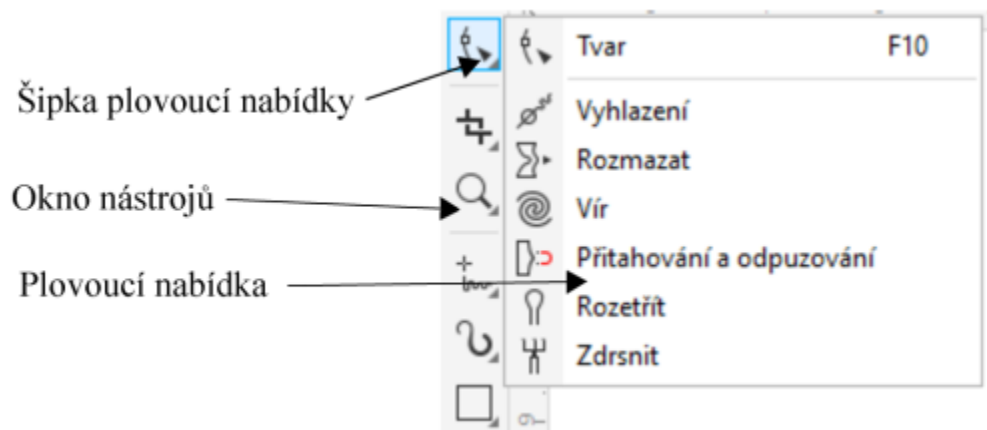 Šipka plovoucí nabídky
Okno nástrojů
Plovoucí nabídka
Tvar F10
Vyhlazení
Rozmazat
Vír
Přitahování a odpuzování
Rozetřít
Zdrsnit